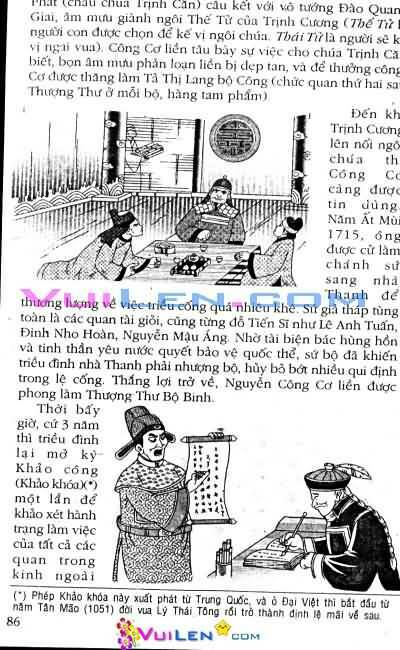 Phát (cháu chúa Trịnh Căn) câu kết với võ tướng Đào Quang
Giai, âm mưu giành ngôi Thế Tử của Trịnh Cương (Thế Tử là
người con được chọn để kế vị ngôi chúa. Thái Tử là người sẽ kế
vị ngai vua). Công Cơ liền tâu bày sự việc cho chúa Trịnh Căn
biết, bọn âm mưu phản loạn liền bị dẹp tan, và để thưởng công
Cơ được thăng làm Tả Thị Lang bộ Công (chức quan thứ hai sau
Thượng Thư ở mỗi bộ, hàng tam phẩm)
Đến khi
Trịnh Cương
lên nối ngôi
chúa thì
Công Cơ
càng được
tin dùng.
Năm Ất Mùi
1715, ông
được cử làm
chánh sứ
sang nhà
Thanh để
thương lượng về việc triều cống quá nhiêu khê. Sứ giả tháp tùng
toàn là các quan tài giỏi, cũng từng đỗ Tiến Sĩ như Lê Anh Tuấn,
Đinh Nho Hoàn, Nguyễn Mậu Áng. Nhờ tài biện bác hùng hồn
và tinh thần yêu nước quyết bảo vệ quốc thể, sứ bộ đã khiến
triều đình nhà Thanh phải nhượng bộ, hủy bỏ bớt nhiều qui định
trong lệ cống. Thắng lợi trở về, Nguyễn Công Cơ liền được
phong làm Thượng Thư Bộ Binh.
Thời bấy
giờ, cứ 3 năm
thì triều đình
lại mở kỳ
Khảo công
(Khảo khóa)(*)
một lần để
khảo xét hành
trạng làm việc
của tất cả các
quan trong
kinh ngoài
(*) Phép Khảo khóa này xuất phát từ Trung Quốc, và ở Đại Việt thì bắt đầu từ
năm Tân Mão (1051) đời vua Lý Thái Tông rồi trở thành định lệ mãi về sau.
86
VUILEN.COM
VUILEN.COM